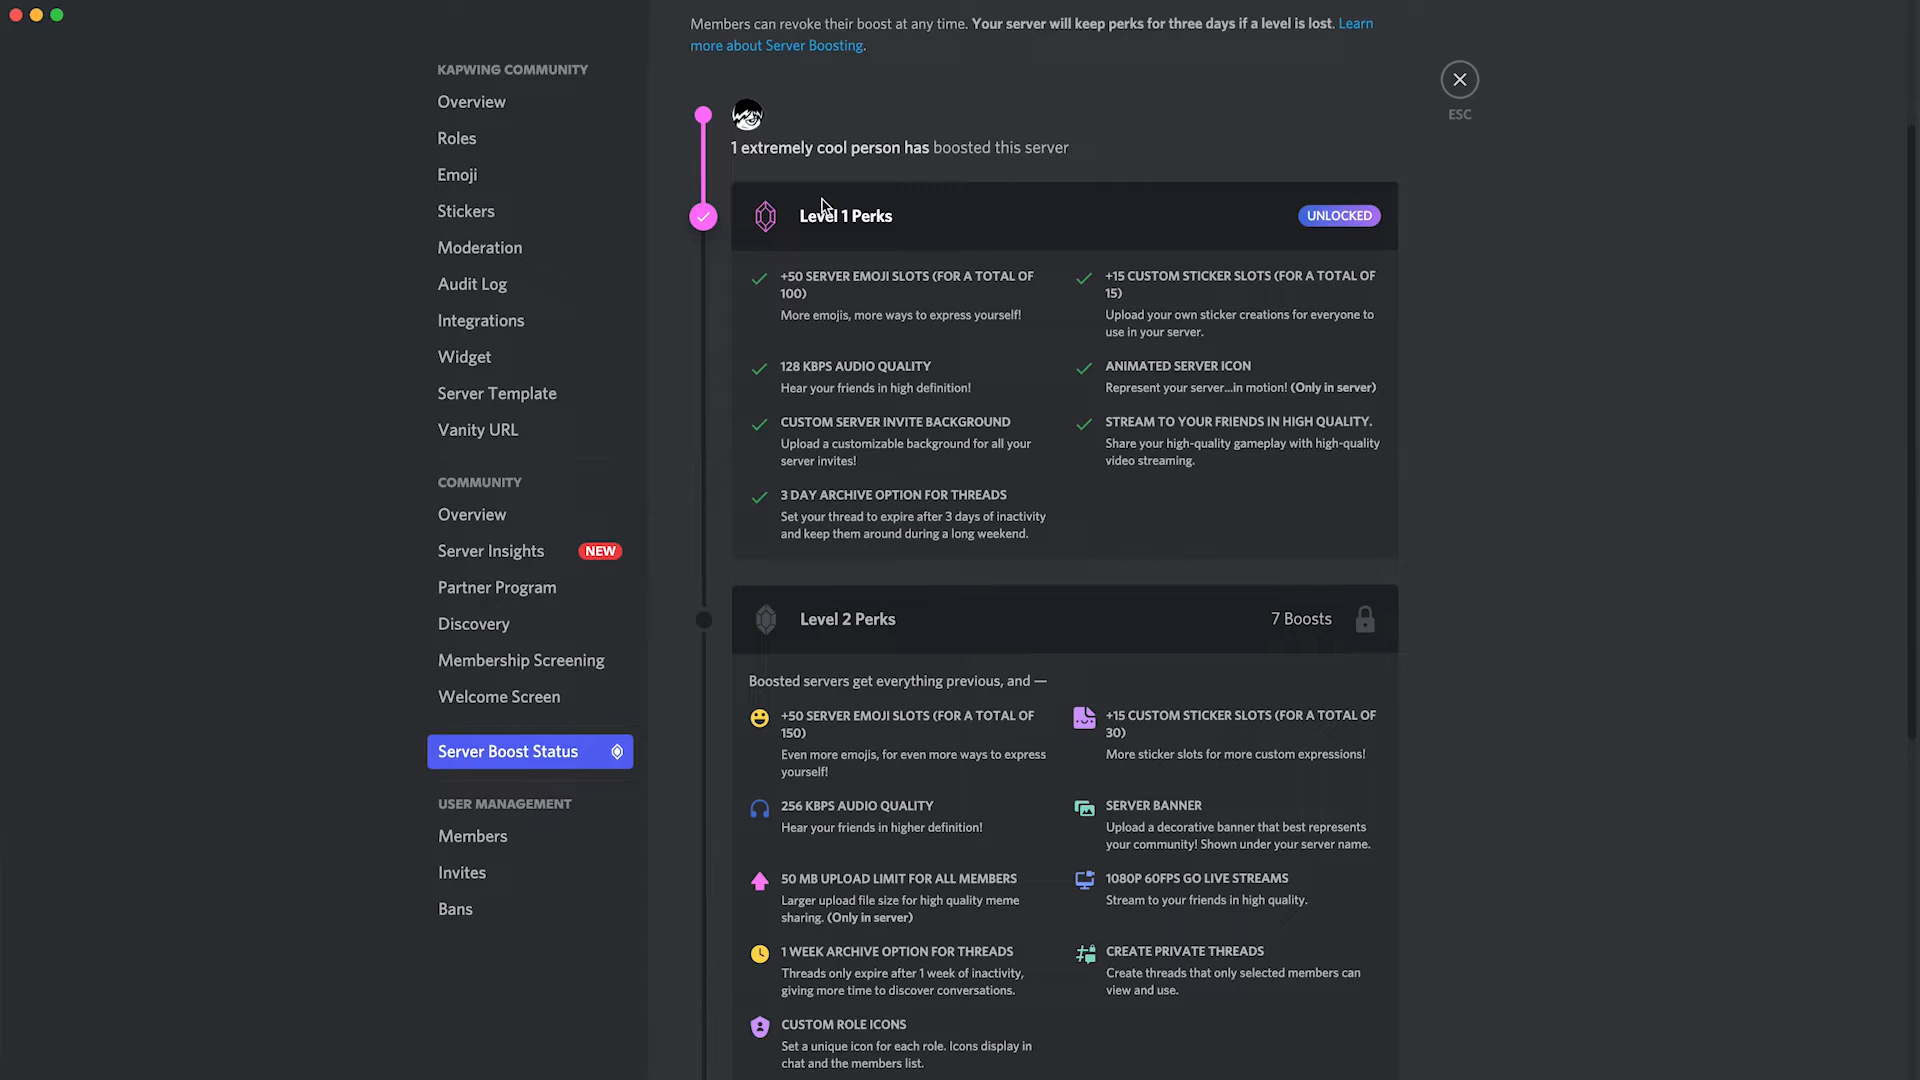 KAPWING COMMUNITY
Overview
Roles
Emoji
Stickers
Moderation
Audit Log
Integrations
Widget
Server Template
Vanity URL
COMMUNITY
Overview
Server Insights NEW
Partner Program
Discovery
Membership Screening
Welcome Screen
Server Boost Status
USER MANAGEMENT
Members
Invites
Bans
Members can revoke their boost at any time. Your server will keep perks for three days if a level is lost. Learn
more about Server Boosting.
1 extremely cool person has boosted this server
Level 1 Perks UNLOCKED
+50 SERVER EMOJI SLOTS (FOR A TOTAL OF
100)
More emojis, more ways to express yourself!
+15 CUSTOM STICKER SLOTS (FOR A TOTAL OF
15)
Upload your own sticker creations for everyone to
use in your server.
128 KBPS AUDIO QUALITY
Hear your friends in high definition!
ANIMATED SERVER ICON
Represent your server...in motion! (Only in server)
CUSTOM SERVER INVITE BACKGROUND
Upload a customizable background for all your
server invites!
STREAM TO YOUR FRIENDS IN HIGH QUALITY.
Share your high-quality gameplay with high-quality
video streaming.
3 DAY ARCHIVE OPTION FOR THREADS
Set your thread to expire after 3 days of inactivity
and keep them around during a long weekend.
Level 2 Perks 7 Boosts
Boosted servers get everything previous, and —
+50 SERVER EMOJI SLOTS (FOR A TOTAL OF
150)
Even more emojis, for even more ways to express
yourself!
+15 CUSTOM STICKER SLOTS (FOR A TOTAL OF
30)
More sticker slots for more custom expressions!
256 KBPS AUDIO QUALITY
Hear your friends in higher definition!
SERVER BANNER
Upload a decorative banner that best represents
your community! Shown under your server name.
50 MB UPLOAD LIMIT FOR ALL MEMBERS
Larger upload file size for high quality meme
sharing. (Only in server)
1080P 60FPS GO LIVE STREAMS
Stream to your friends in high quality.
1 WEEK ARCHIVE OPTION FOR THREADS
Threads only expire after 1 week of inactivity,
giving more time to discover conversations.
CREATE PRIVATE THREADS
Create threads that only selected members can
view and use.
CUSTOM ROLE ICONS
Set a unique icon for each role. Icons display in
chat and the members list.
ESC